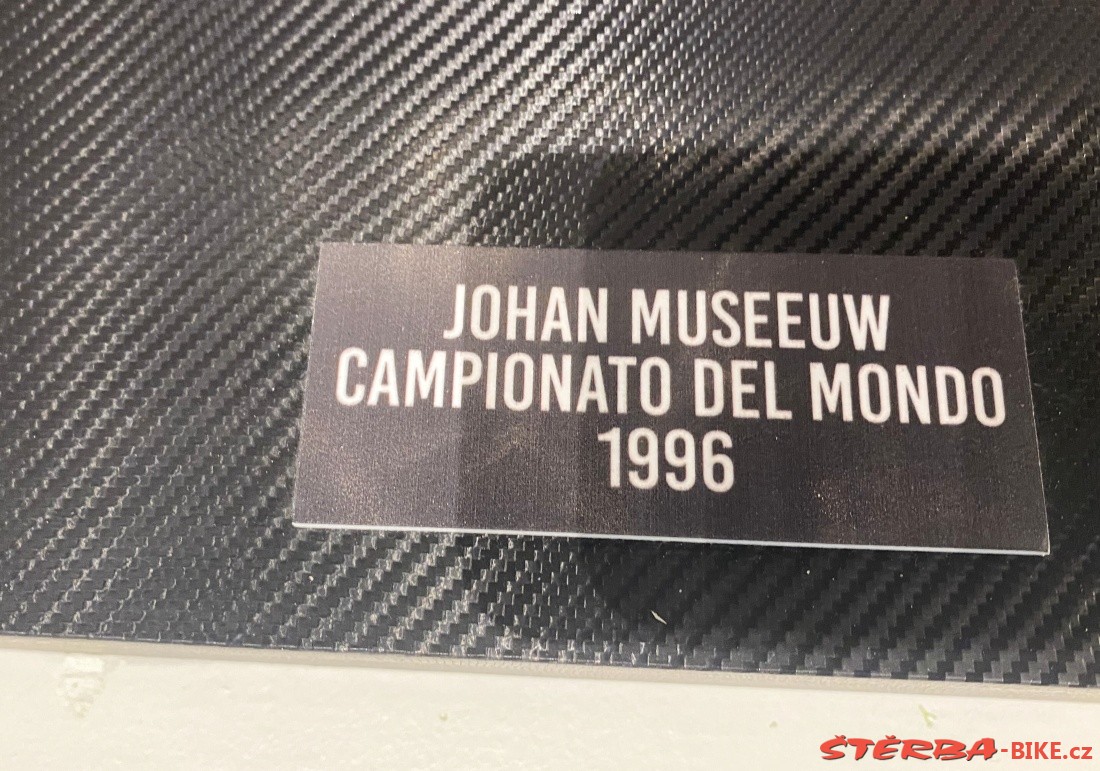 JOHAN MUSEEUW
CAMPIONATO DEL MONDO
1996
ŠTĚRBA-BIKE.cz